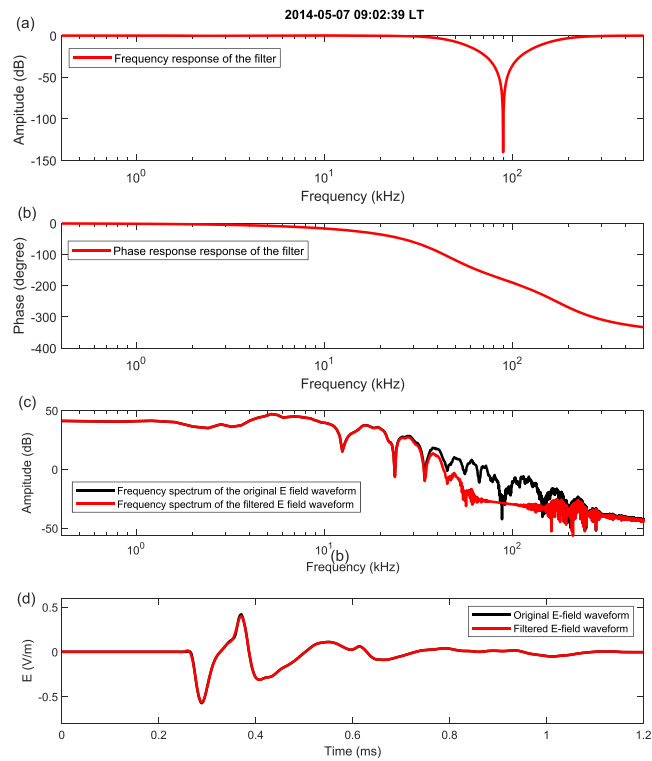 2014-05-07 09:02:39 LT
(a)
0
-50
-100
-150
Ampitude (dB)
Frequency response of the filter
10^0
10^1
10^2
Frequency (kHz)
(b)
0
-100
-200
-300
-400
Phase (degree)
Phase response response of the filter
10^0
10^1
10^2
Frequency (kHz)
(c)
50
0
-50
Amplitude (dB)
Frequency spectrum of the original E field waveform
Frequency spectrum of the filtered E field waveform
10^0
10^1
10^2
(b)
Frequency (kHz)
(d)
0.5
0
-0.5
E (V/m)
Original E-field waveform
Filtered E-field waveform
0
0.2
0.4
0.6
0.8
1
1.2
Time (ms)